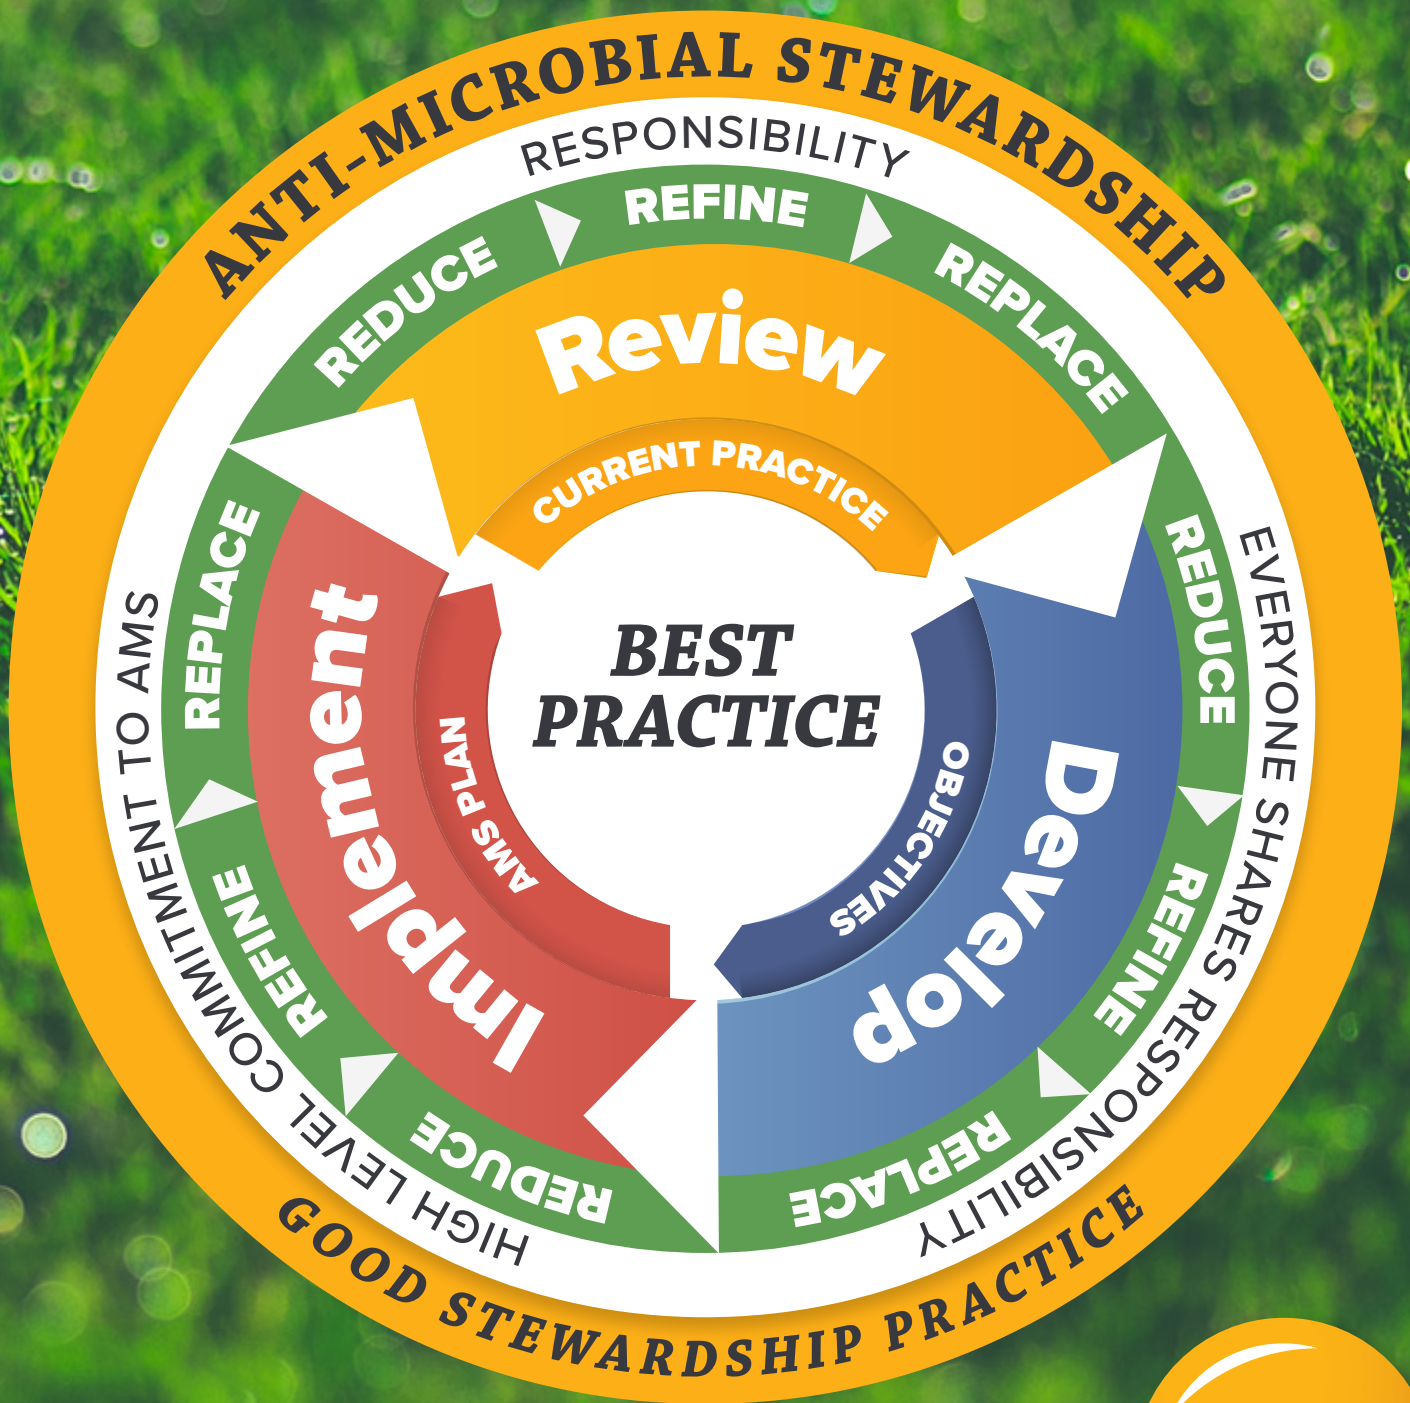 ANTI-MICROBIAL STEWARDSHIP
RESPONSIBILITY
REDUCE
REFINE
REPLACE
Review
CURRENT PRACTICE
EVERYONE SHARES RESPONSIBILITY
REDUCE
REFINE
REPLACE
Develop
OBJECTIVES
HIGH LEVEL COMMITMENT TO AMS
REDUCE
REFINE
REPLACE
Implement
AMS PLAN
BEST
PRACTICE
GOOD STEWARDSHIP PRACTICE